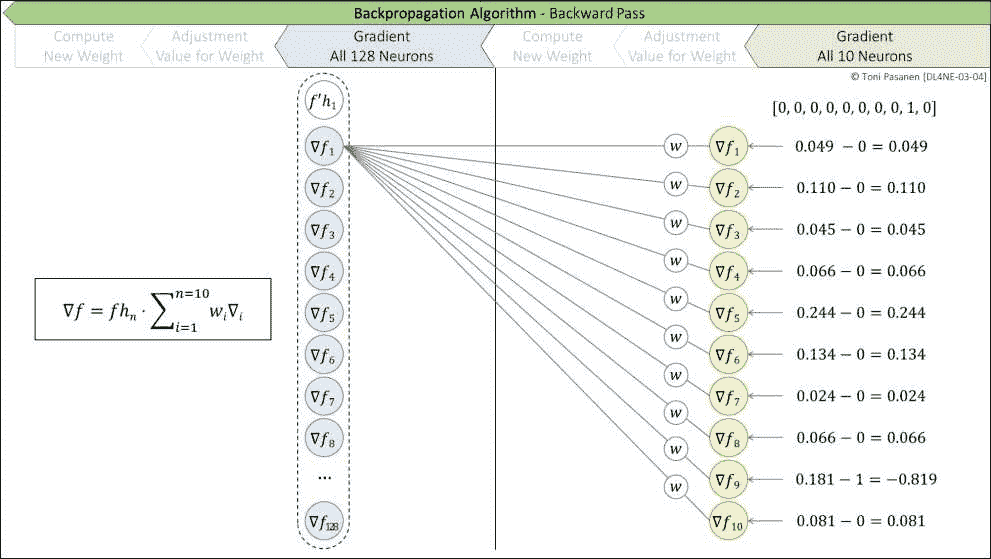 Backpropagation Algorithm - Backward Pass
Compute
New Weight
Adjustment
Value for Weight
Gradient
All 128 Neurons
Compute
New Weight
Adjustment
Value for Weight
Gradient
All 10 Neurons
© Toni Pasanen [DL4NE-03-04]
[0, 0, 0, 0, 0, 0, 0, 0, 1, 0]
f'h₁
∇f₁ w ∇f₁ 0.049 − 0 = 0.049
∇f₂ w ∇f₂ 0.110 − 0 = 0.110
∇f₃ w ∇f₃ 0.045 − 0 = 0.045
∇f₄ w ∇f₄ 0.066 − 0 = 0.066
∇f₅ w ∇f₅ 0.244 − 0 = 0.244
∇f₆ w ∇f₆ 0.134 − 0 = 0.134
∇f₇ w ∇f₇ 0.024 − 0 = 0.024
∇f₈ w ∇f₈ 0.066 − 0 = 0.066
... w ∇f₉ 0.181 − 1 = −0.819
∇f₁₂₈ w ∇f₁₀ 0.081 − 0 = 0.081
∇f = fhₙ · ∑ᵢ₌₁ⁿ⁼¹⁰ wᵢ∇ᵢ